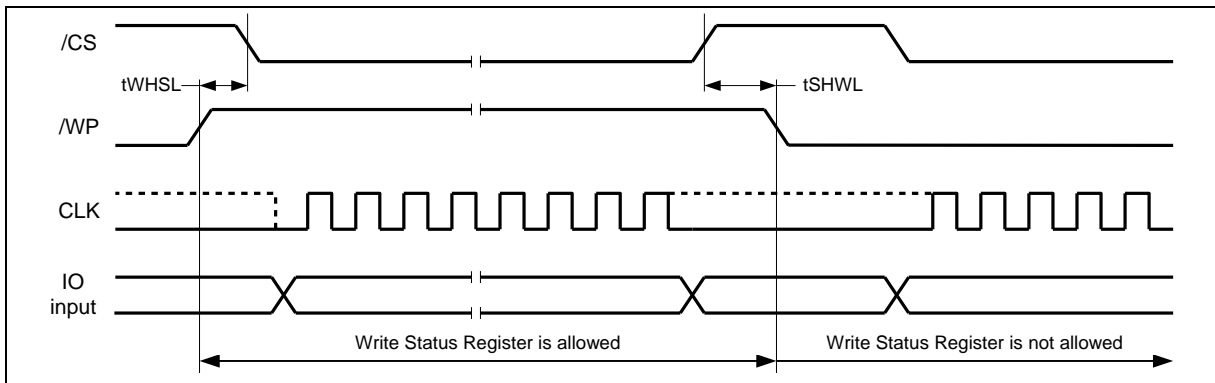 /CS
tWHSL
tSHWL
/WP
CLK
IO
input
Write Status Register is allowed
Write Status Register is not allowed